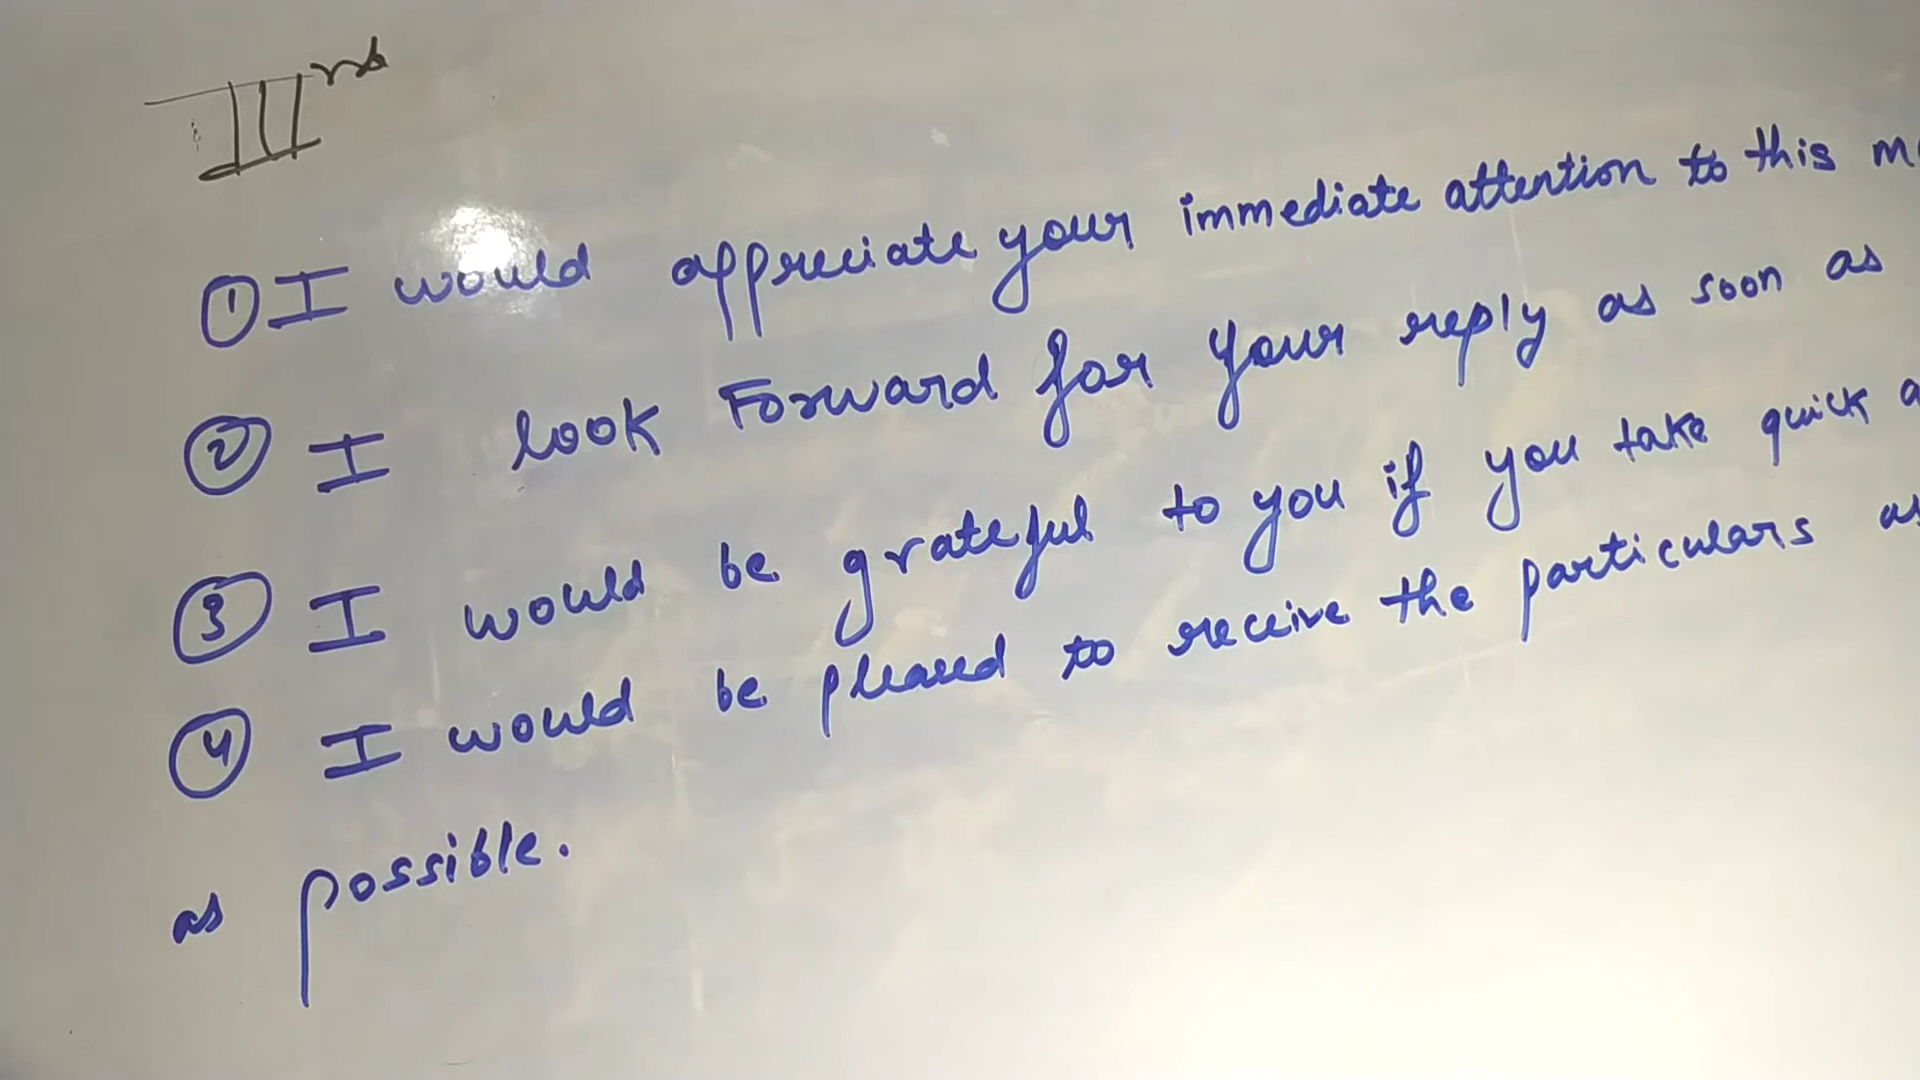 III rd
① I would appreciate your immediate attention to this
② I look Forward for your reply as soon as
③ I would be grateful to you if you take quick
④ I would be pleased to receive the particulars as
as possible.